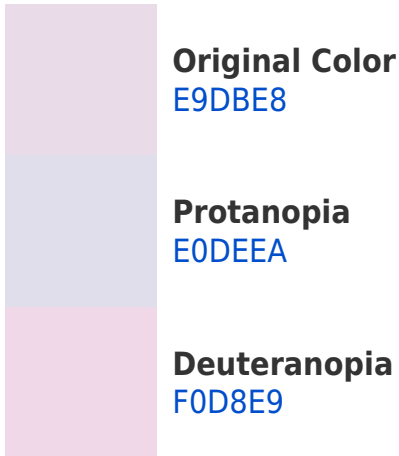 Original Color
E9DBE8
Protanopia
E0DEEA
Deuteranopia
F0D8E9